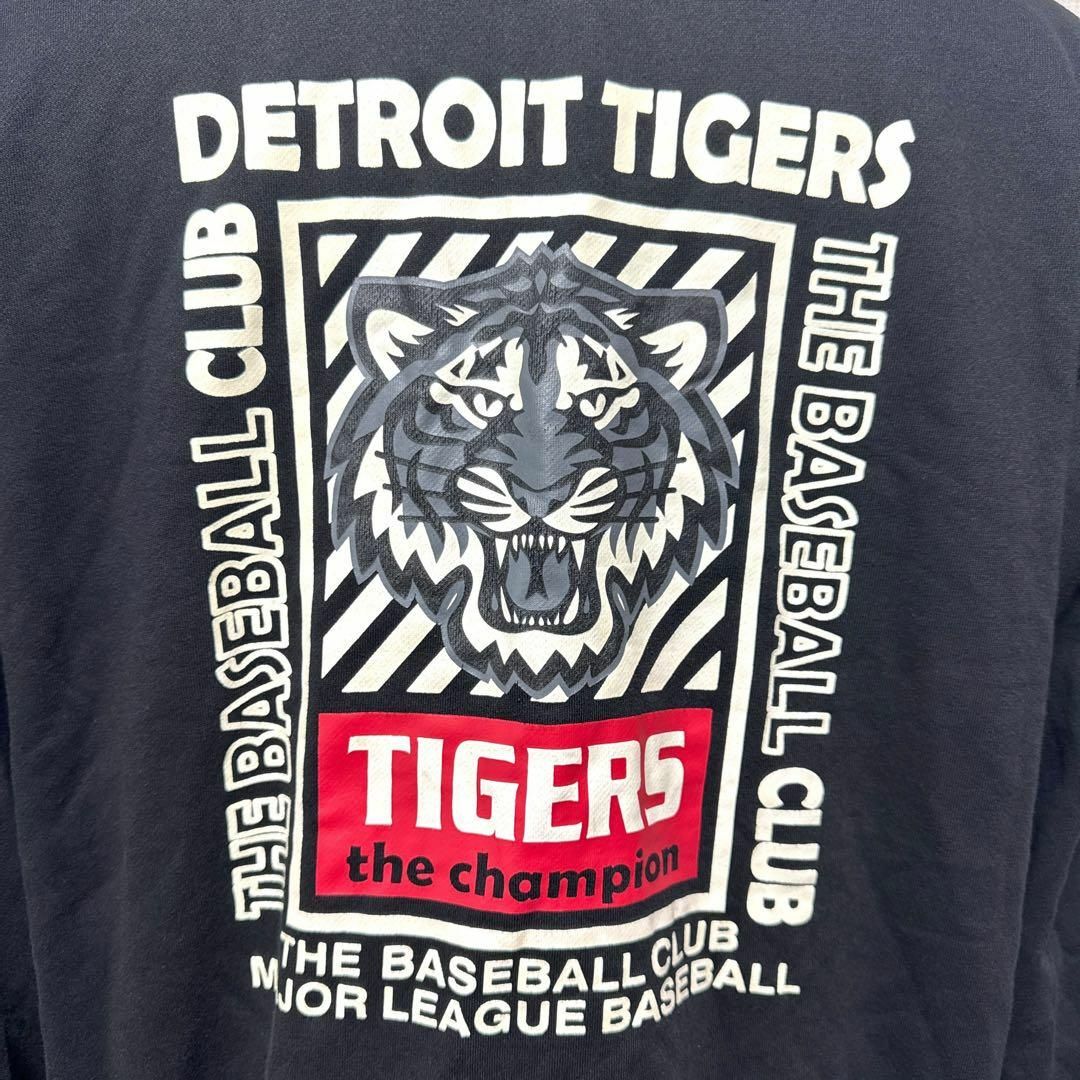 DETROIT TIGERS
THE BASEBALL CLUB
THE BASEBALL CLUB
TIGERS
the champion
THE BASEBALL CLUB
MAJOR LEAGUE BASEBALL